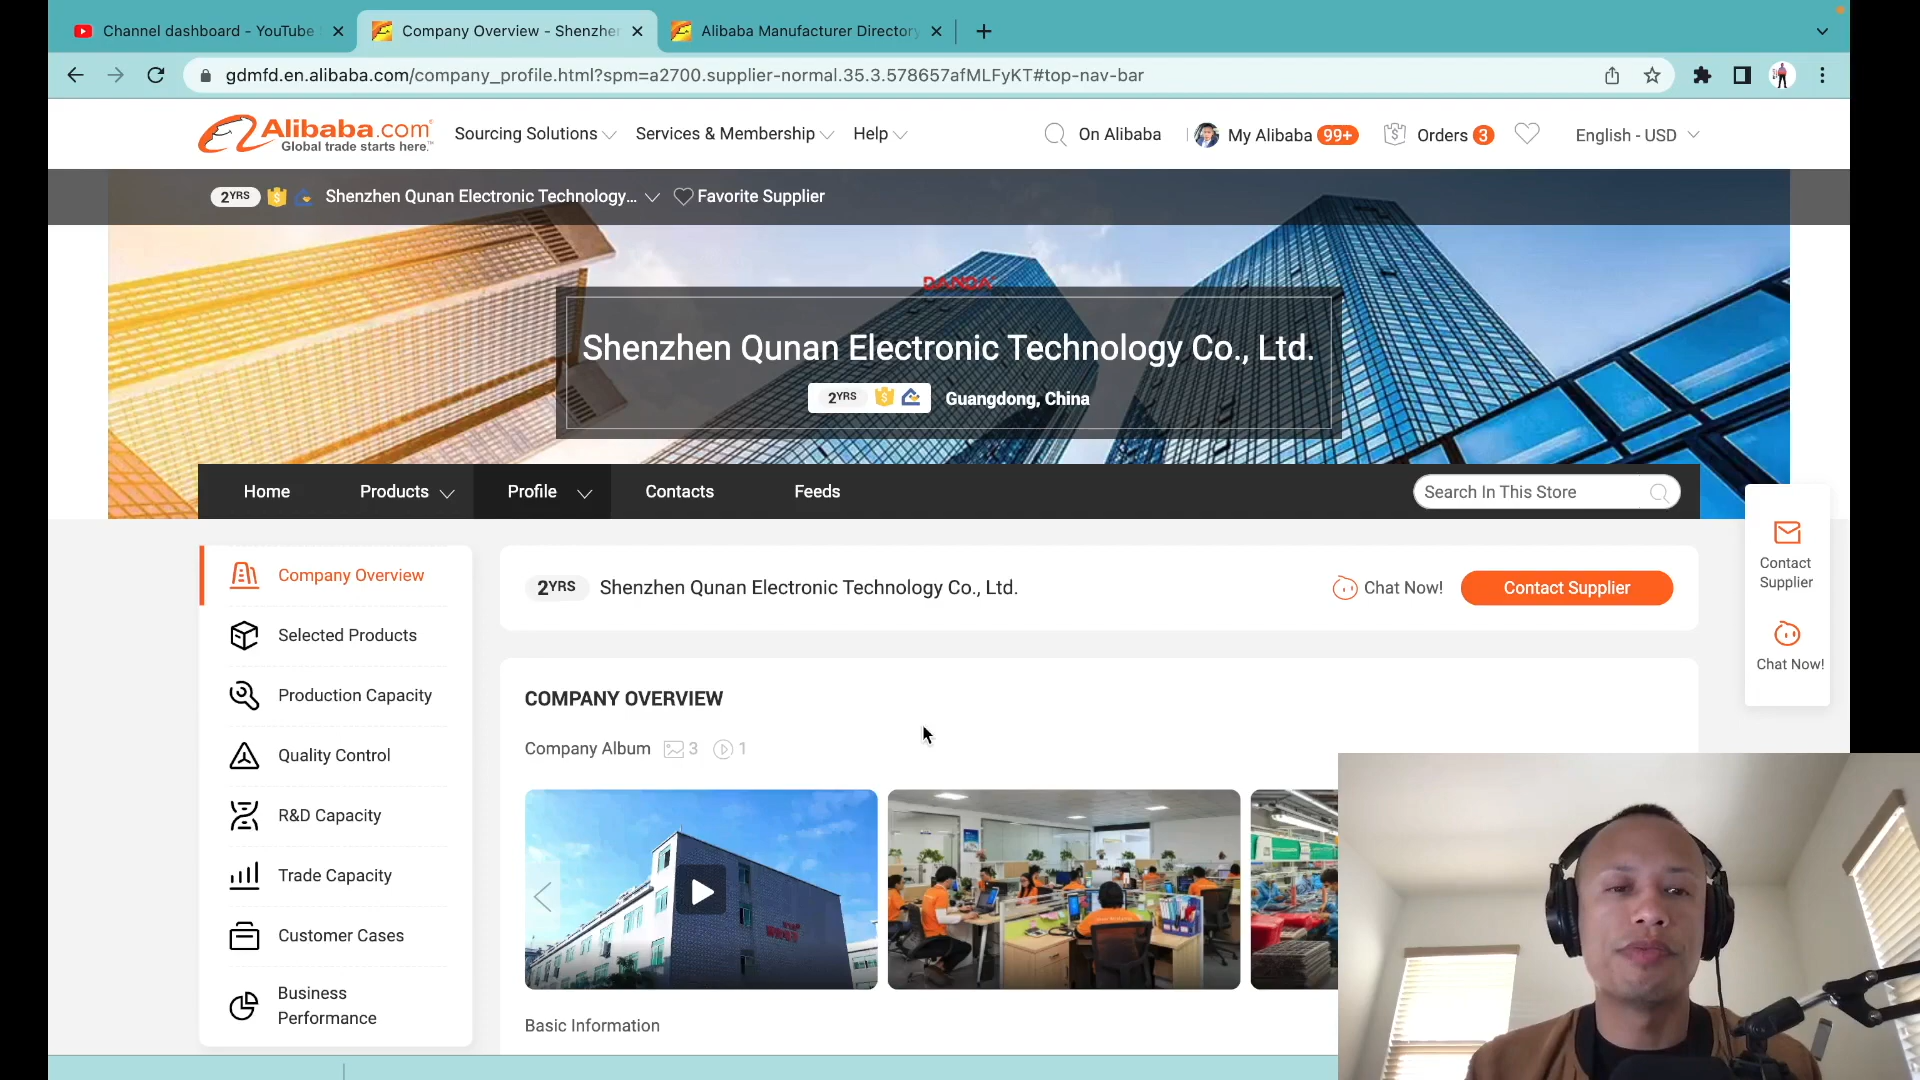 Channel dashboard - YouTube
Company Overview - Shenzhen
Alibaba Manufacturer Directory
gdmfd.en.alibaba.com/company_profile.html?spm=a2700.supplier-normal.35.3.578657afMLFyKT#top-nav-bar
Alibaba.com
Global trade starts here.™
Sourcing Solutions
Services & Membership
Help
On Alibaba
My Alibaba 99+
Orders 3
English - USD
2YRS
Shenzhen Qunan Electronic Technology...
Favorite Supplier
DANDA
Shenzhen Qunan Electronic Technology Co., Ltd.
2YRS
Guangdong, China
Home
Products
Profile
Contacts
Feeds
Search In This Store
Contact
Supplier
Chat Now!
Company Overview
Selected Products
Production Capacity
Quality Control
R&D Capacity
Trade Capacity
Customer Cases
Business
Performance
2YRS Shenzhen Qunan Electronic Technology Co., Ltd.
Chat Now!
Contact Supplier
COMPANY OVERVIEW
Company Album 3 1
Basic Information